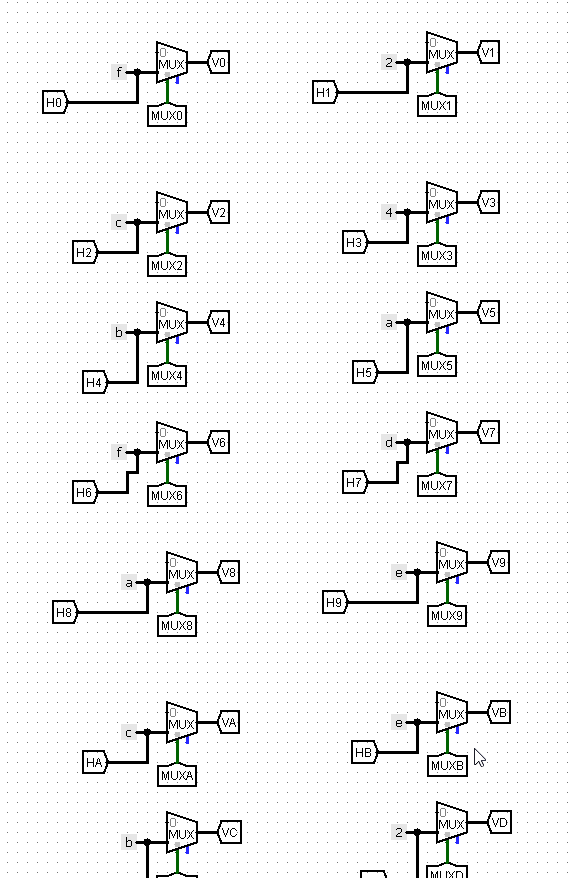 0
f MUX V0
H0
MUX0
0
2 MUX V1
H1
MUX1
0
c MUX V2
H2
MUX2
0
4 MUX V3
H3
MUX3
0
b MUX V4
H4
MUX4
0
a MUX V5
H5
MUX5
0
f MUX V6
H6
MUX6
0
d MUX V7
H7
MUX7
0
a MUX V8
H8
MUX8
0
e MUX V9
H9
MUX9
0
c MUX VA
HA
MUXA
0
e MUX VB
HB
MUXB
0
b MUX VC
0
2 MUX VD
MUXD